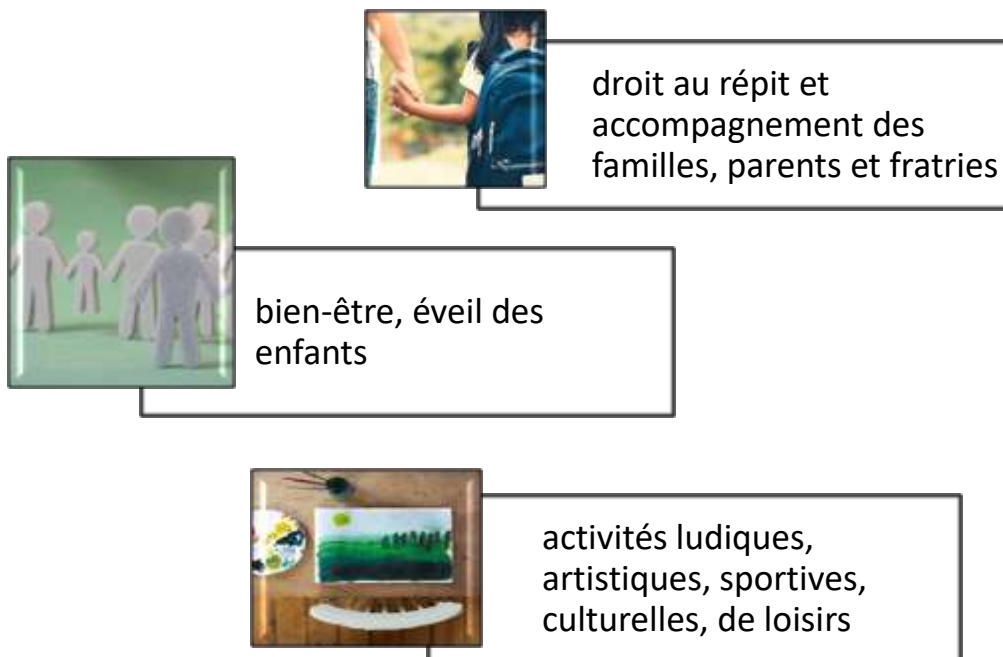 droit au répit et
accompagnement des
familles, parents et fratries
bien-être, éveil des
enfants
activités ludiques,
artistiques, sportives,
culturelles, de loisirs